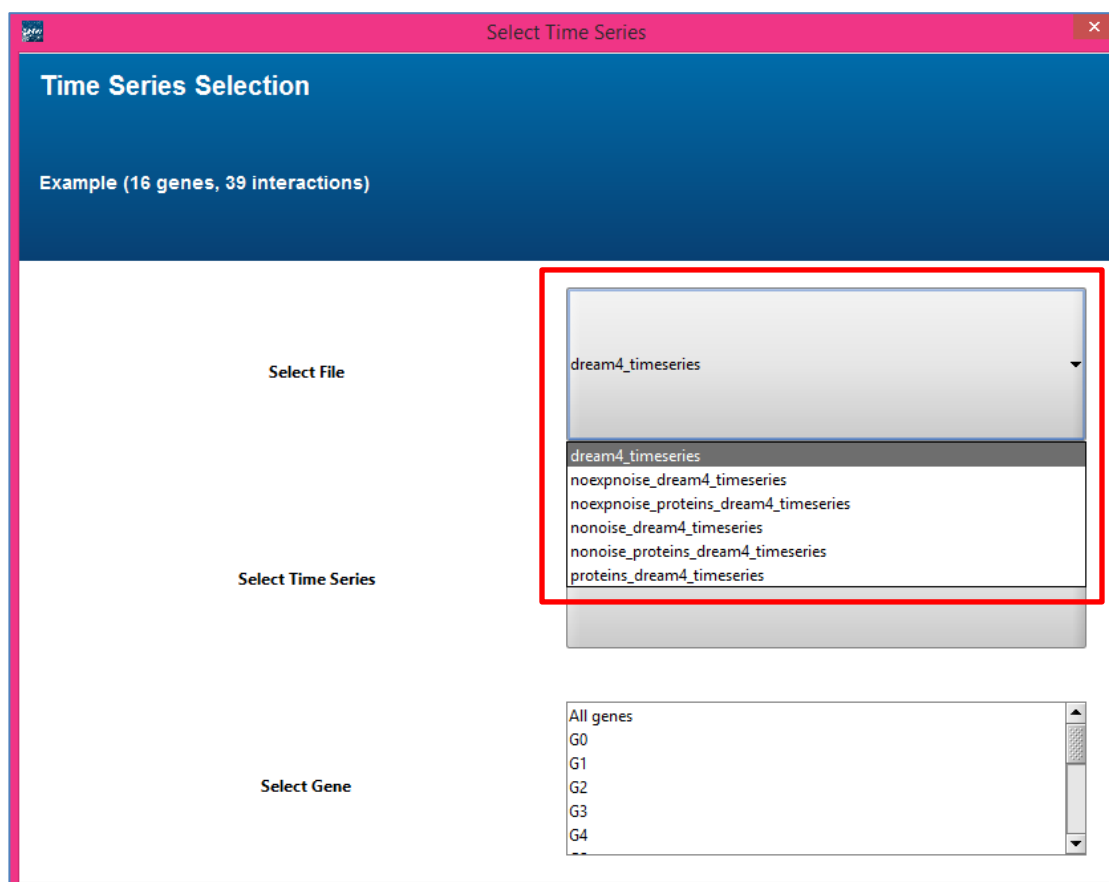 Select Time Series
Time Series Selection
Example (16 genes, 39 interactions)
Select File
dream4_timeseries
dream4_timeseries
noexpnoise_dream4_timeseries
noexpnoise_proteins_dream4_timeseries
nonoise_dream4_timeseries
nonoise_proteins_dream4_timeseries
proteins_dream4_timeseries
Select Time Series
Select Gene
All genes
G0
G1
G2
G3
G4